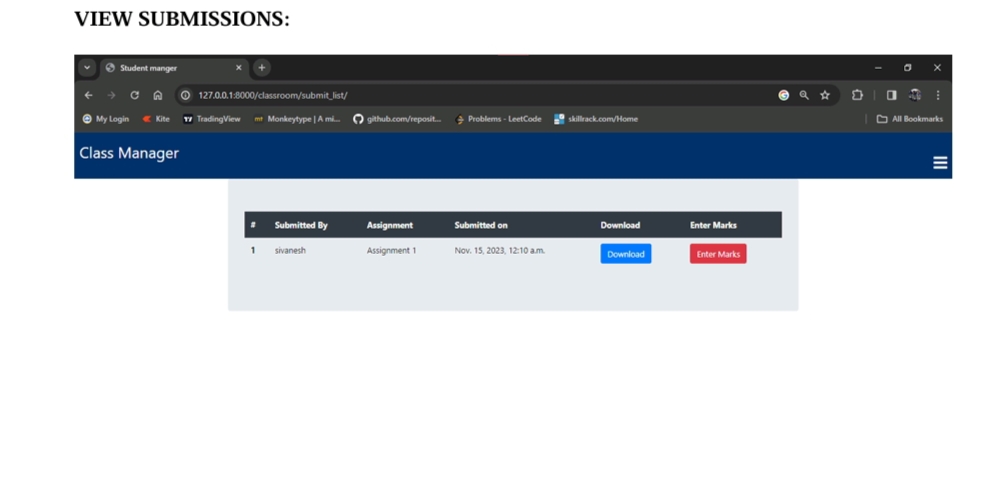 VIEW SUBMISSIONS:
Student manger
127.0.0.1:8000/classroom/submit_list/
My Login Kite TradingView Monkeytype | A mi... github.com/reposit... Problems - LeetCode skillrack.com/Home All Bookmarks
Class Manager
# Submitted By Assignment Submitted on Download Enter Marks
1 sivanesh Assignment 1 Nov. 15, 2023, 12:10 a.m. Download Enter Marks